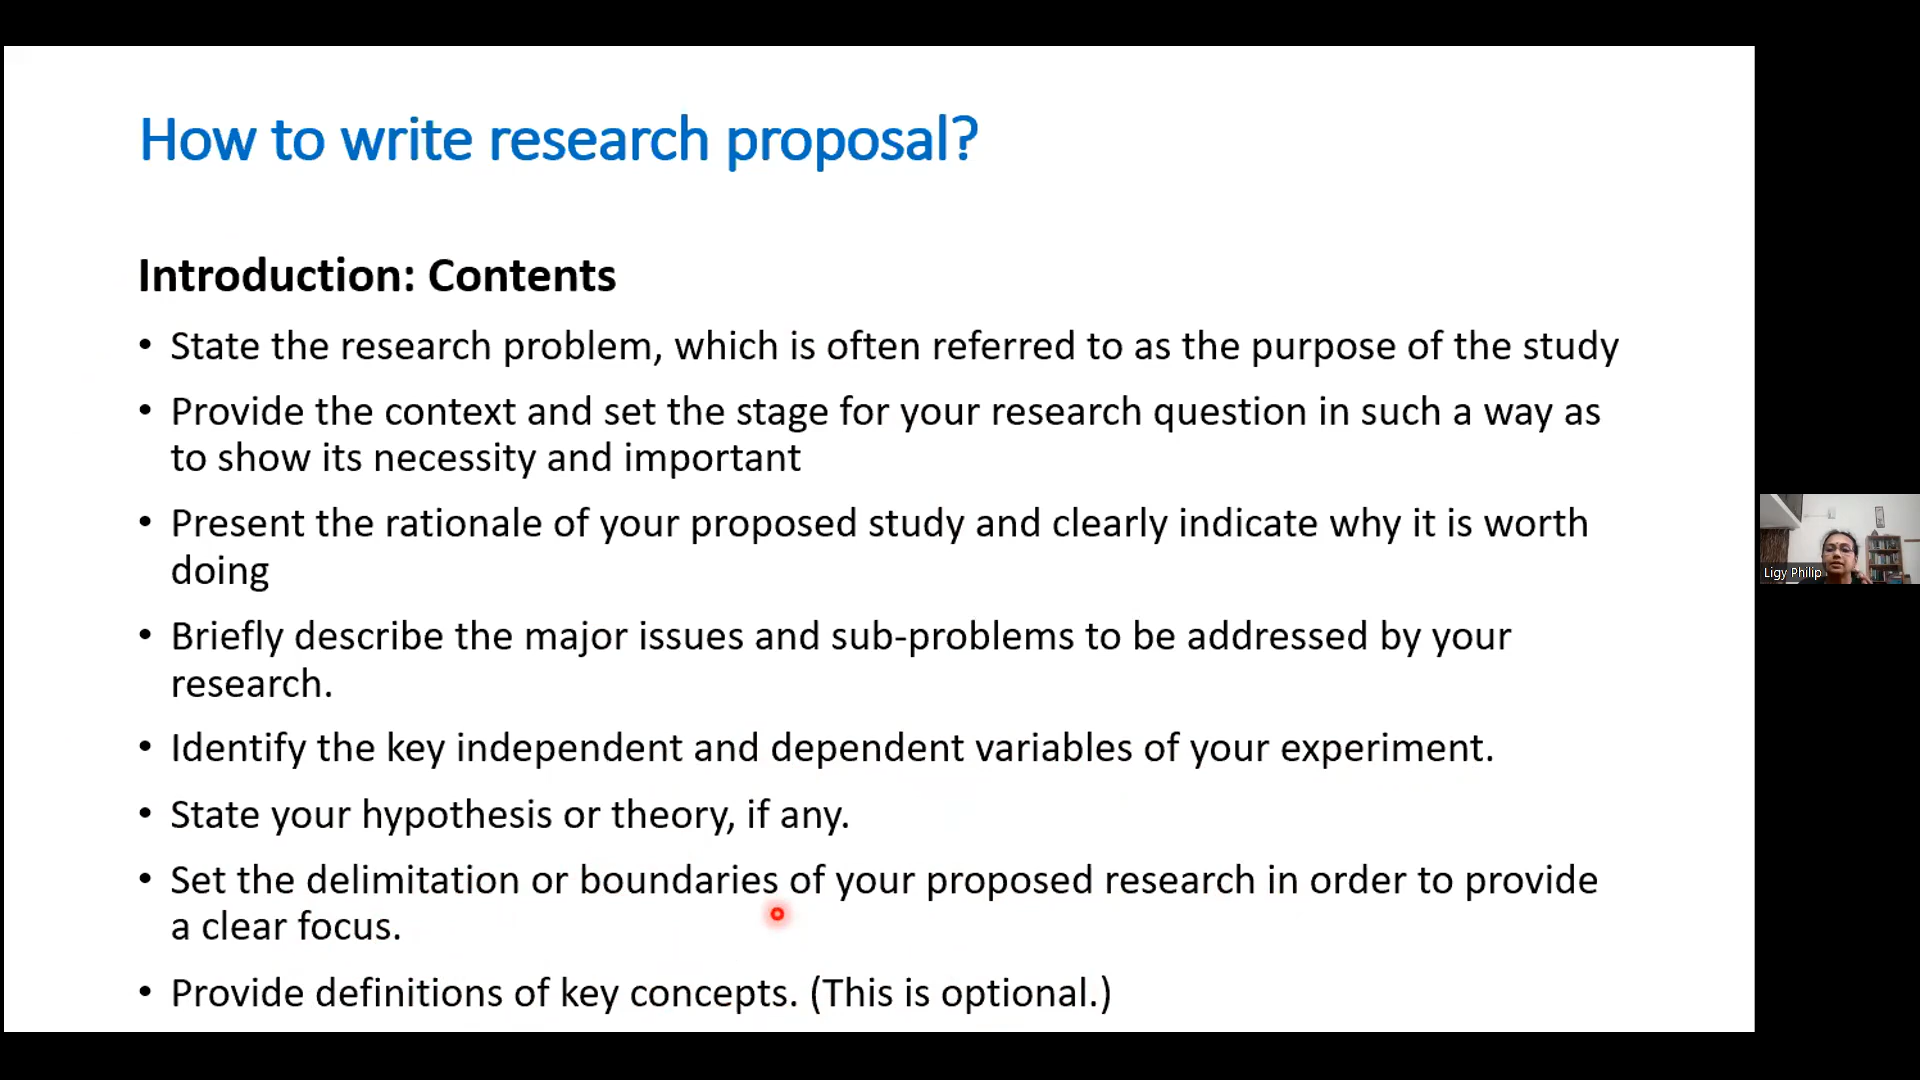 How to write research proposal?
Introduction: Contents
• State the research problem, which is often referred to as the purpose of the study
• Provide the context and set the stage for your research question in such a way as
to show its necessity and important
• Present the rationale of your proposed study and clearly indicate why it is worth
doing
• Briefly describe the major issues and sub-problems to be addressed by your
research.
• Identify the key independent and dependent variables of your experiment.
• State your hypothesis or theory, if any.
• Set the delimitation or boundaries of your proposed research in order to provide
a clear focus.
• Provide definitions of key concepts. (This is optional.)
Ligy Philip